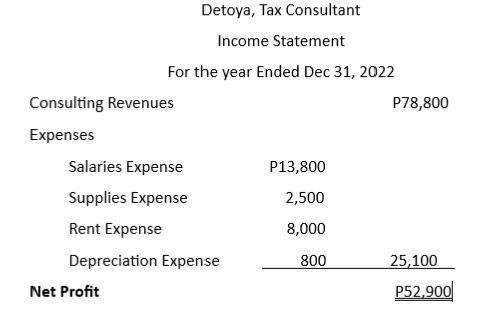 Detoya, Tax Consultant
Income Statement
For the year Ended Dec 31, 2022
Consulting Revenues P78,800
Expenses
Salaries Expense P13,800
Supplies Expense 2,500
Rent Expense 8,000
Depreciation Expense 800 25,100
Net Profit P52,900